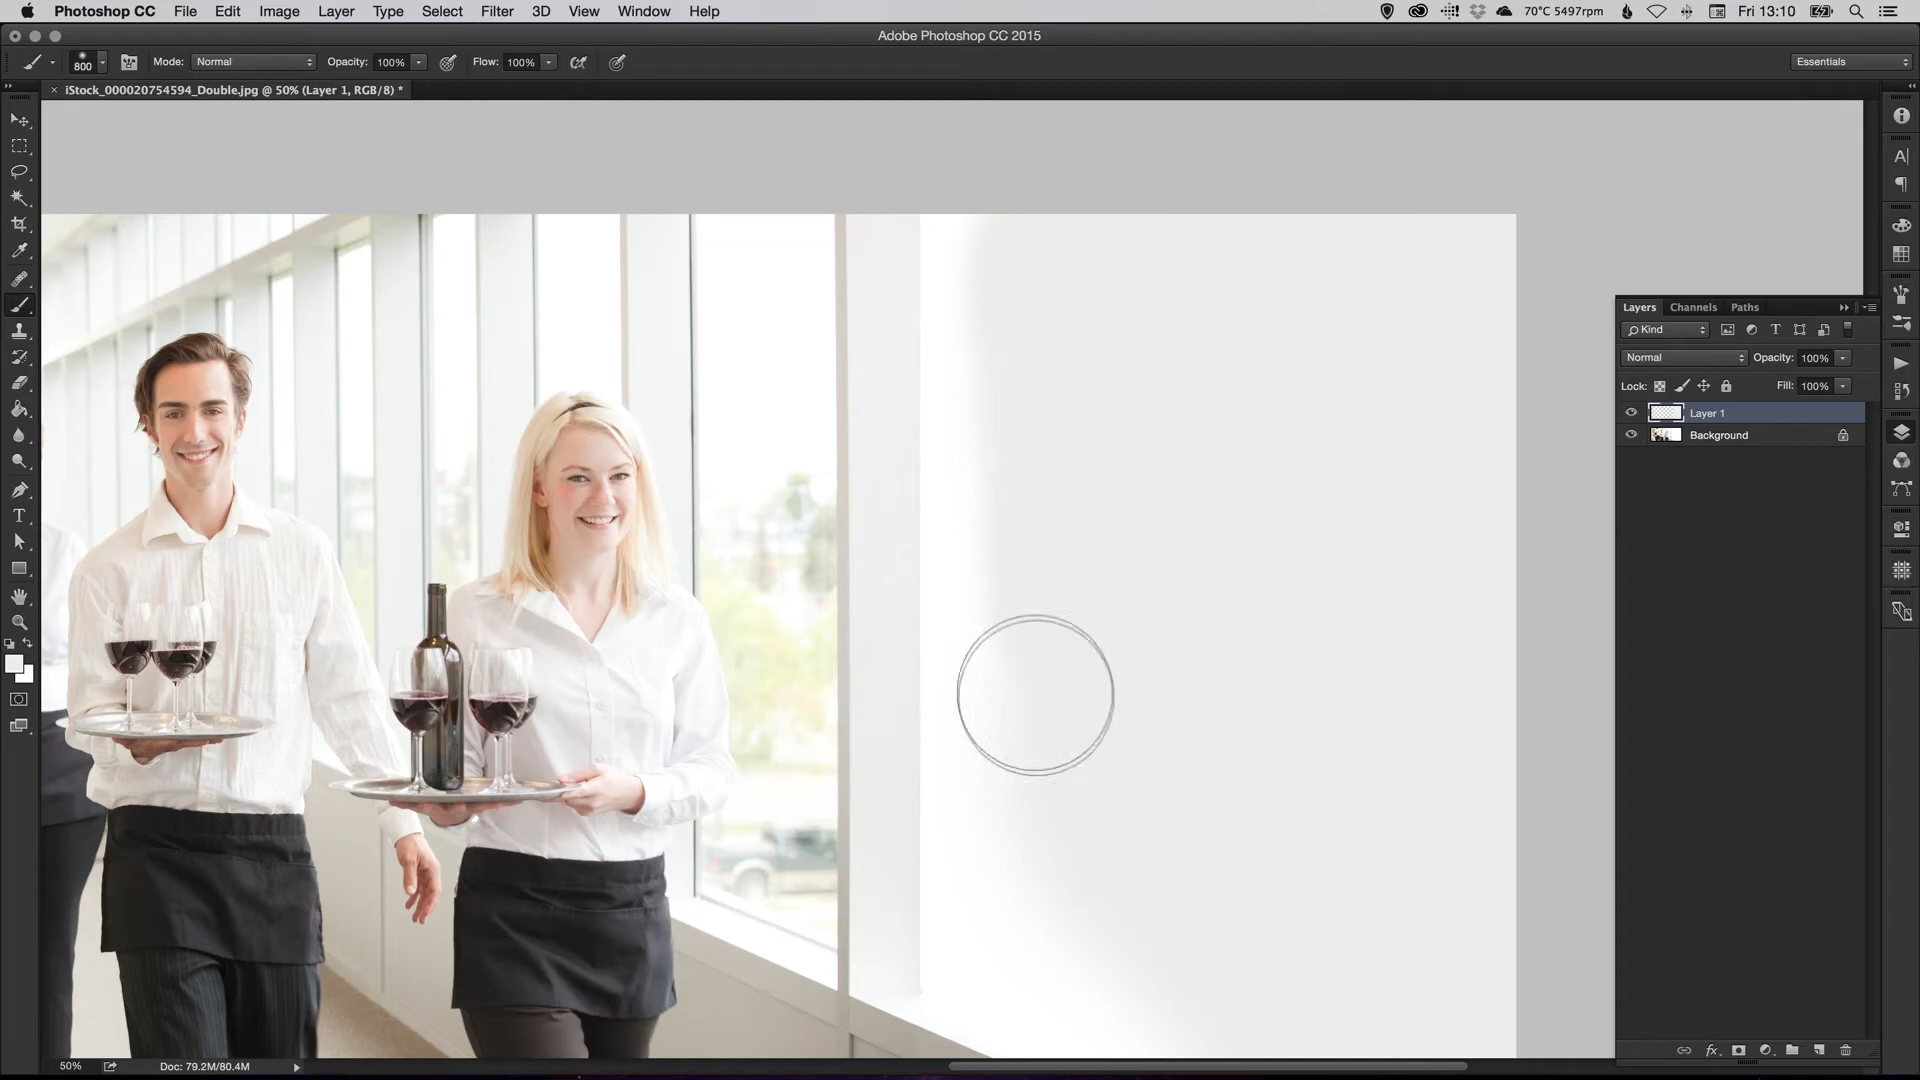 Photoshop CC File Edit Image Layer Type Select Filter 3D View Window Help 70°C 5497rpm Fri 13:10
Adobe Photoshop CC 2015
800 Mode: Normal Opacity: 100% Flow: 100% Essentials
× iStock_000020754594_Double.jpg @ 50% (Layer 1, RGB/8) *
Layers Channels Paths
Kind
Normal Opacity: 100%
Lock: Fill: 100%
Layer 1
Background
50% Doc: 79.2M/80.4M